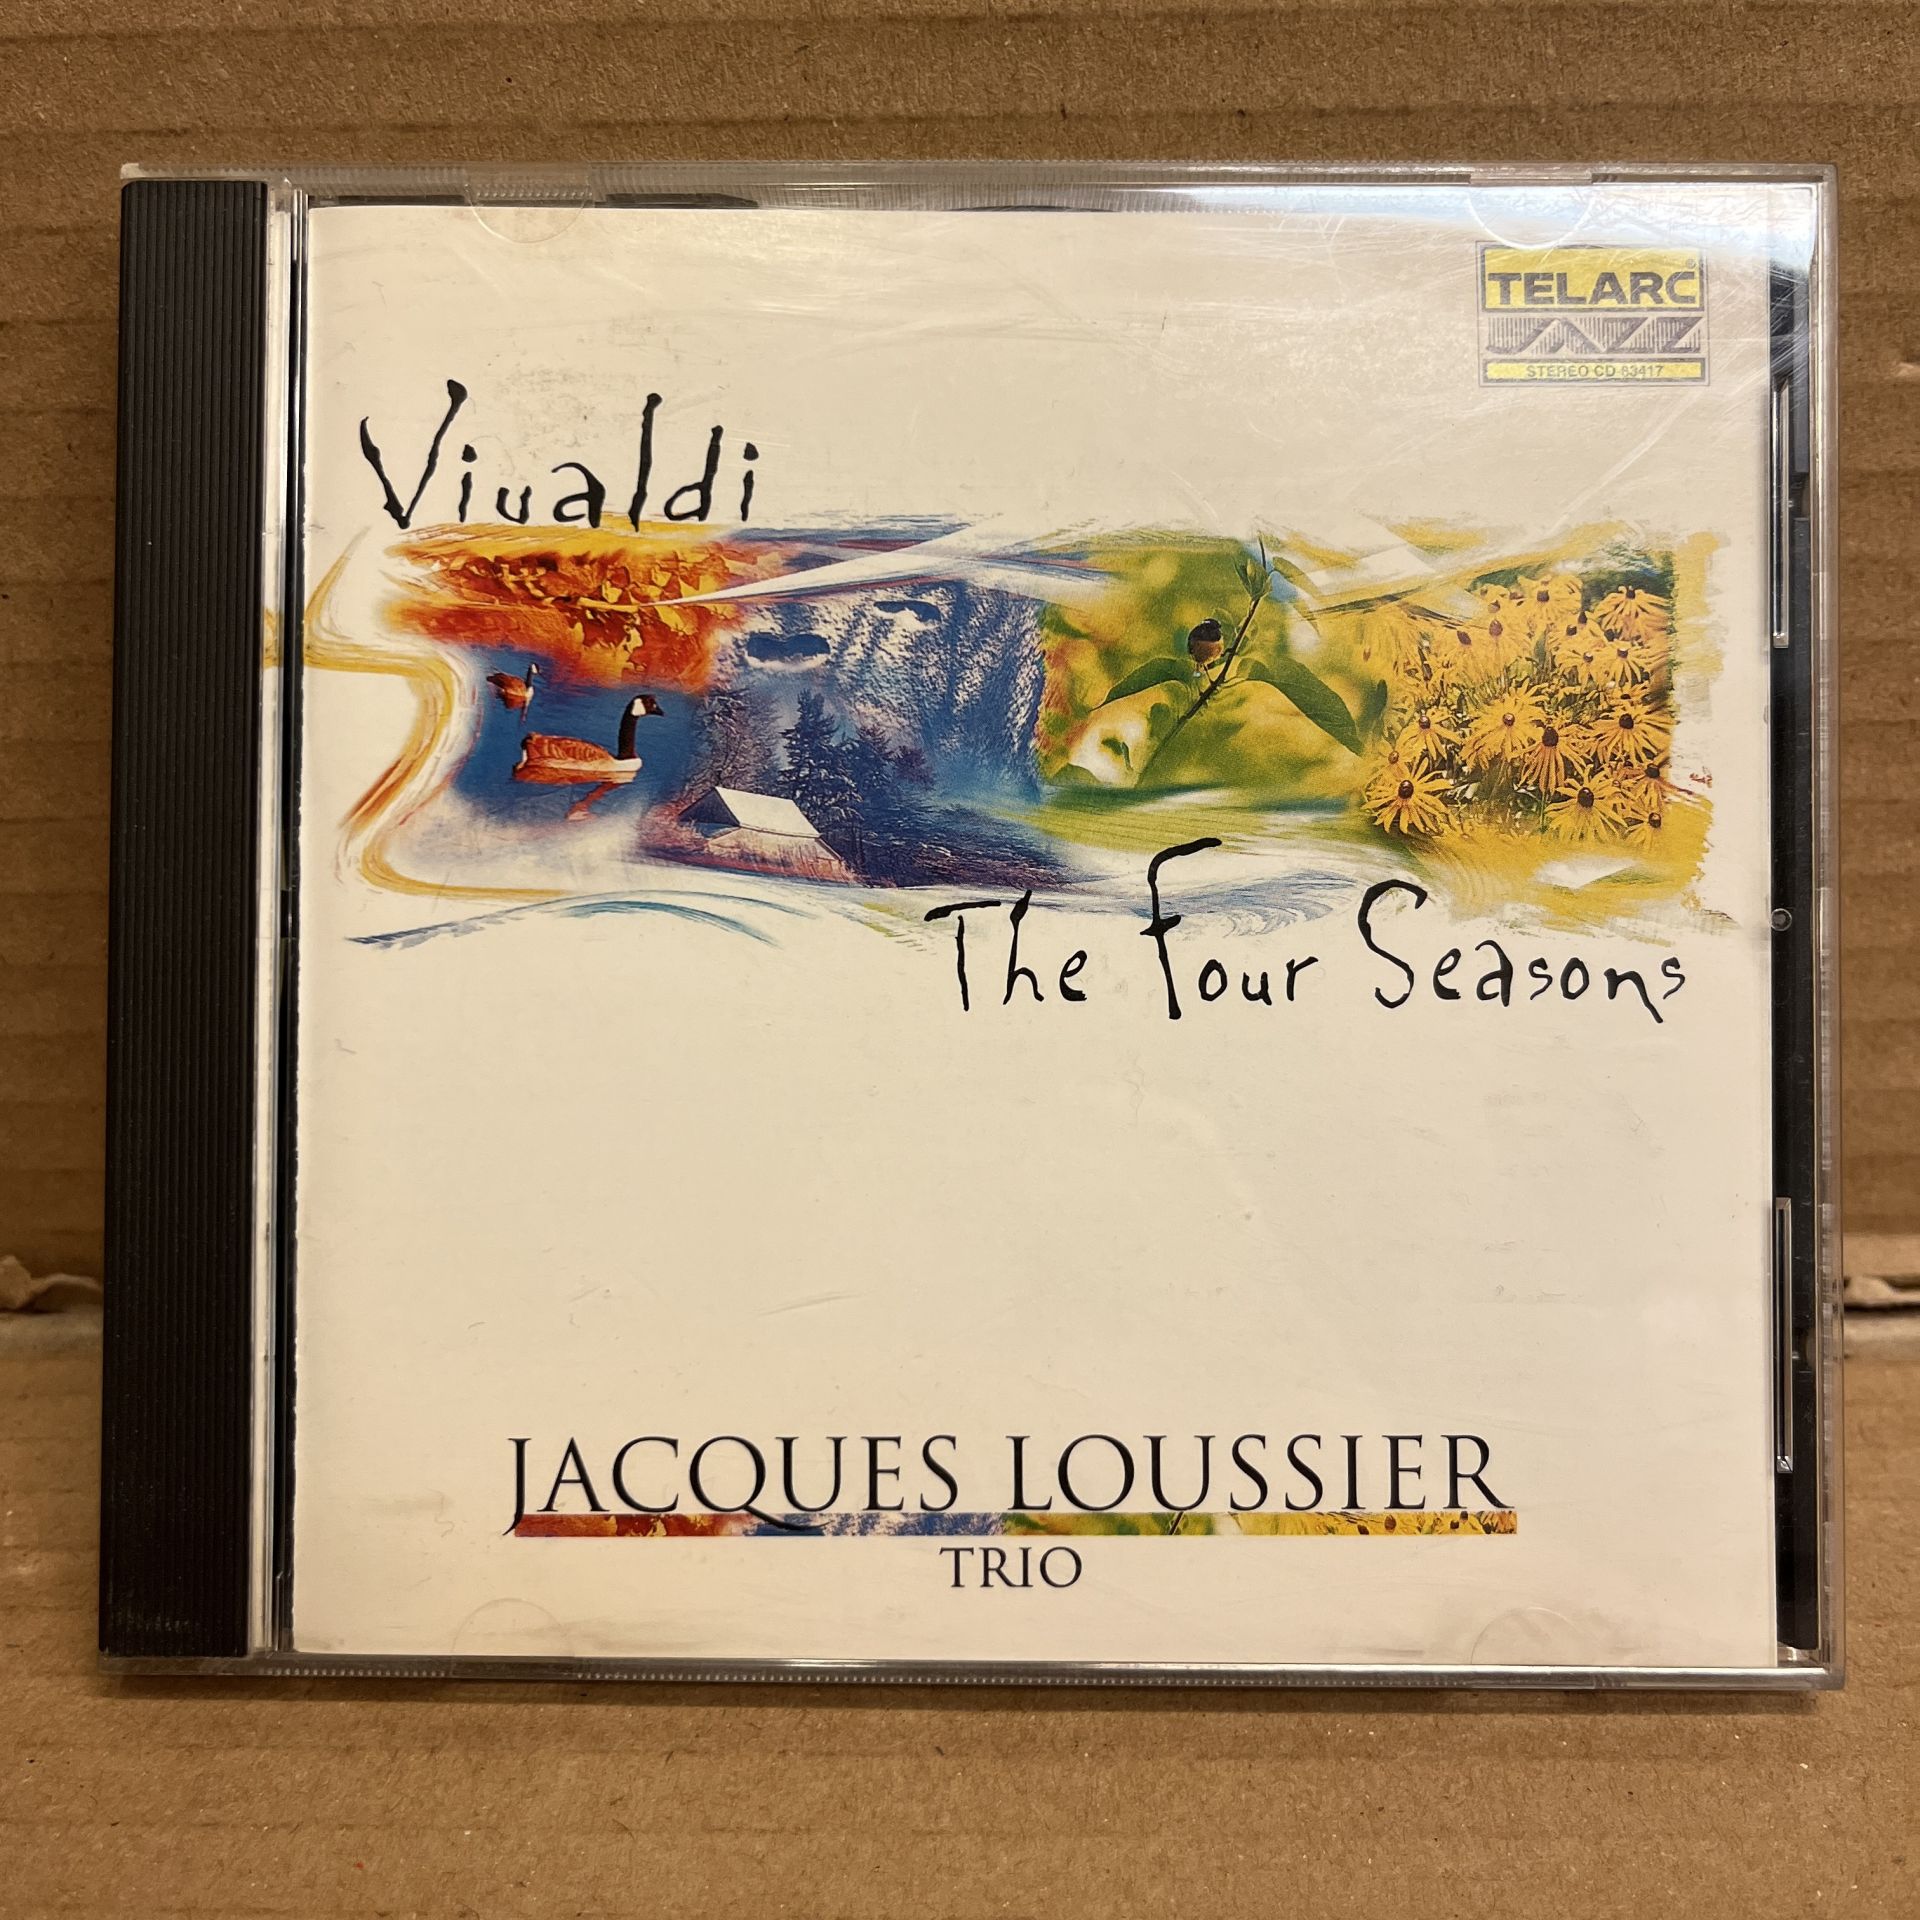 TELARC®
JAZZ
STEREO CD-83417
Vivaldi
The Four Seasons
JACQUES LOUSSIER
TRIO